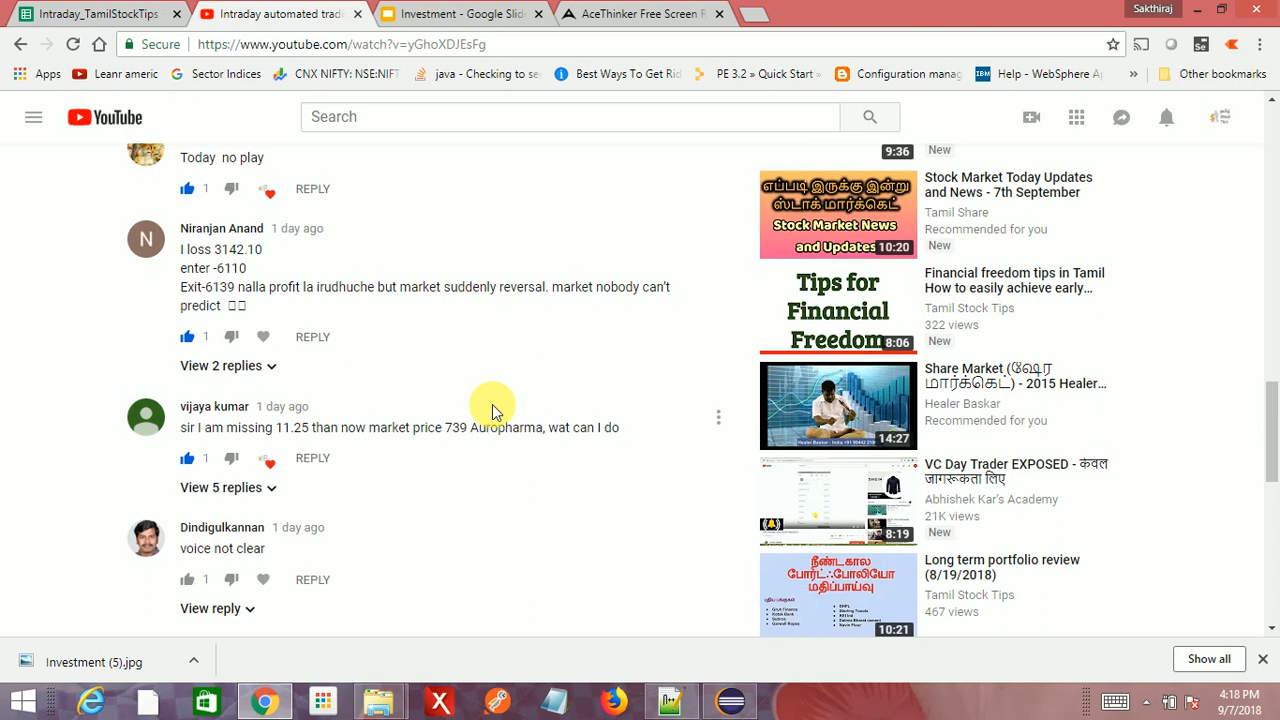 Intraday_TamilStockTips
Intraday automated tradi
Investment - Google Slid
AceThinker Free Screen R
Sakthiraj
Secure
https://www.youtube.com/watch?v=yGhoXDJEsFg
Apps
Leanr americ
Sector Indices
CNX NIFTY: NSE:NIFT
java - Checking to se
Best Ways To Get Rid
PE 3.2 » Quick Start
Configuration manag
Help - WebSphere Ap
»
Other bookmarks
YouTube
Search
Today no play
1
REPLY
Niranjan Anand 1 day ago
I loss 3142.10
enter -6110
Exit-6139 nalla profit la irudhuche but market suddenly reversal. market nobody can't
predict
1
REPLY
View 2 replies
vijaya kumar 1 day ago
sir I am missing 11.25 than now market price 739 Auropharma, wat can I do
1
REPLY
View 5 replies
Dindigulkannan 1 day ago
voice not clear
1
REPLY
View reply
9:36
New
எப்படி இருக்கு இன்று
ஸ்டாக் மார்க்கெட்
Stock Market News
and Updates
10:20
Stock Market Today Updates
and News - 7th September
Tamil Share
Recommended for you
New
Tips for
Financial
Freedom
8:06
Financial freedom tips in Tamil
How to easily achieve early...
Tamil Stock Tips
322 views
New
14:27
Share Market (ஷேர
மார்க்கெட்) - 2015 Healer...
Healer Baskar
8:19
VC Day Trader EXPOSED - केवल
जागरूकता लिए
Abhishek Kar's Academy
21K views
New
நீண்டகால
போர்ட்ஃபோலியோ
மதிப்பாய்வு
10:21
Long term portfolio review
(8/19/2018)
Tamil Stock Tips
467 views
Investment (5).jpg
Show all
4:18 PM
9/7/2018